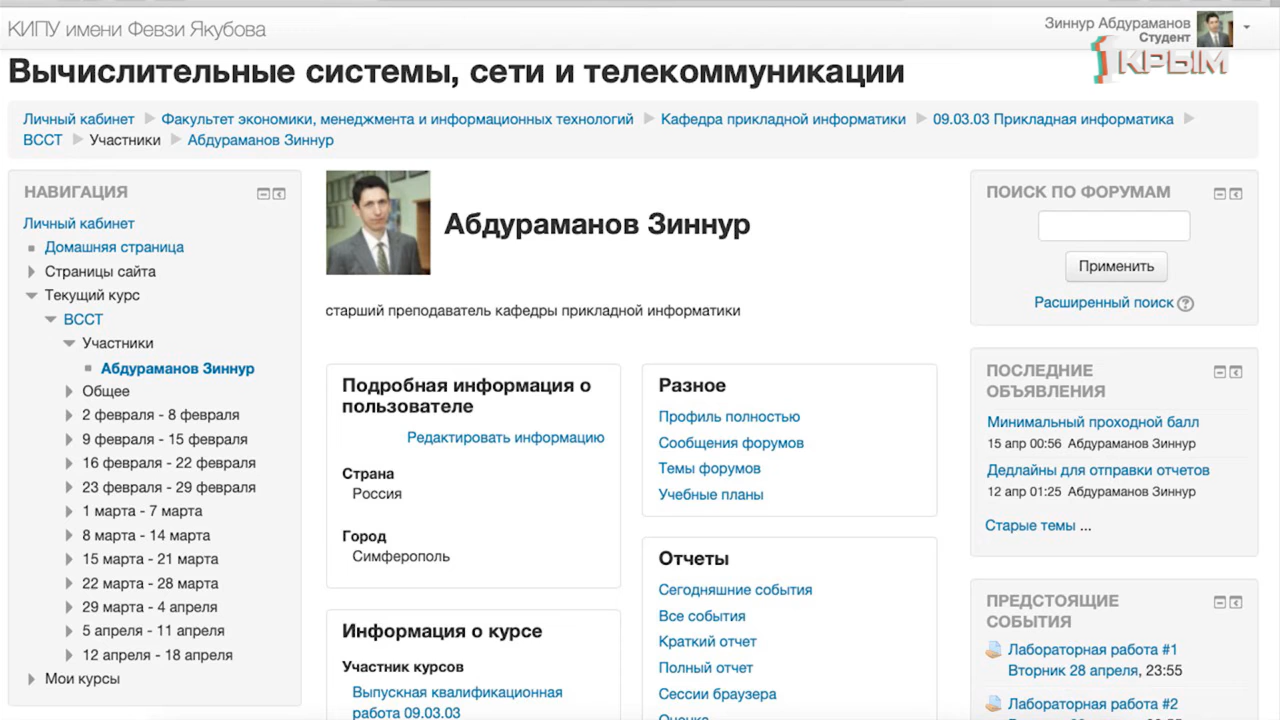 КИПУ имени Февзи Якубова
Зиннур Абдураманов
Студент
1КРЫМ
Вычислительные системы, сети и телекоммуникации
Личный кабинет Факультет экономики, менеджмента и информационных технологий Кафедра прикладной информатики 09.03.03 Прикладная информатика
ВССТ Участники Абдураманов Зиннур
НАВИГАЦИЯ
Личный кабинет
Домашняя страница
Страницы сайта
Текущий курс
ВССТ
Участники
Абдураманов Зиннур
Общее
2 февраля - 8 февраля
9 февраля - 15 февраля
16 февраля - 22 февраля
23 февраля - 29 февраля
1 марта - 7 марта
8 марта - 14 марта
15 марта - 21 марта
22 марта - 28 марта
29 марта - 4 апреля
5 апреля - 11 апреля
12 апреля - 18 апреля
Мои курсы
Абдураманов Зиннур
старший преподаватель кафедры прикладной информатики
Подробная информация о
пользователе
Редактировать информацию
Страна
Россия
Город
Симферополь
Информация о курсе
Участник курсов
Выпускная квалификационная
работа 09.03.03
Разное
Профиль полностью
Сообщения форумов
Темы форумов
Учебные планы
Отчеты
Сегодняшние события
Все события
Краткий отчет
Полный отчет
Сессии браузера
Оценка
ПОИСК ПО ФОРУМАМ
Применить
Расширенный поиск ?
ПОСЛЕДНИЕ
ОБЪЯВЛЕНИЯ
Минимальный проходной балл
15 апр 00:56 Абдураманов Зиннур
Дедлайны для отправки отчетов
12 апр 01:25 Абдураманов Зиннур
Старые темы ...
ПРЕДСТОЯЩИЕ
СОБЫТИЯ
Лабораторная работа #1
Вторник 28 апреля, 23:55
Лабораторная работа #2